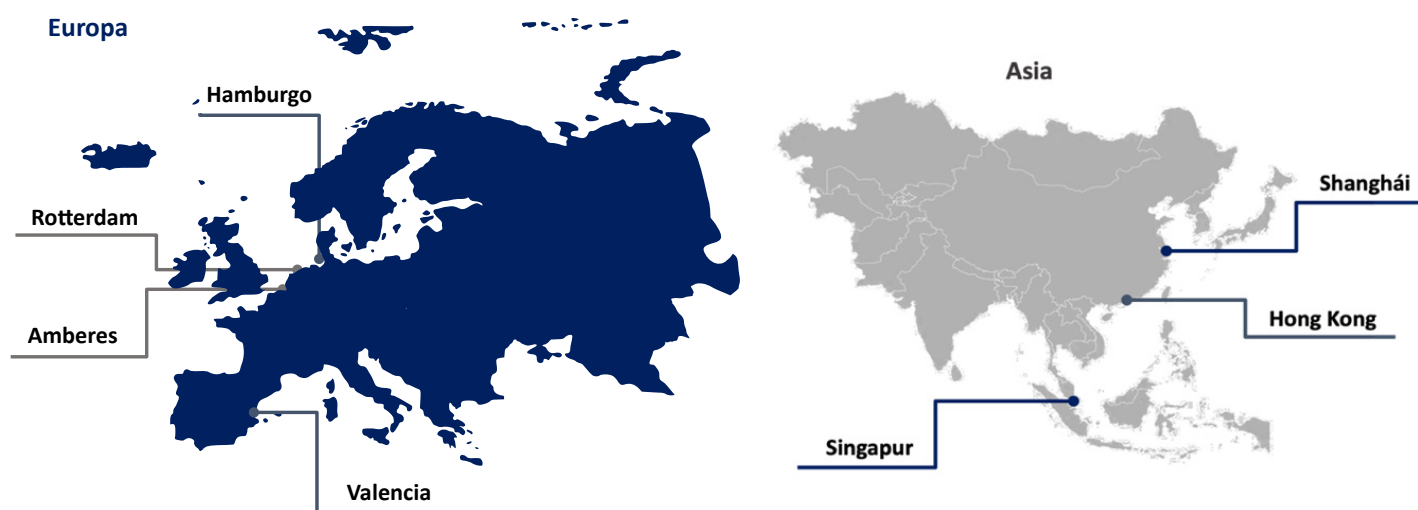 Europa
Hamburgo
Rotterdam
Amberes
Valencia
Asia
Shanghái
Hong Kong
Singapur